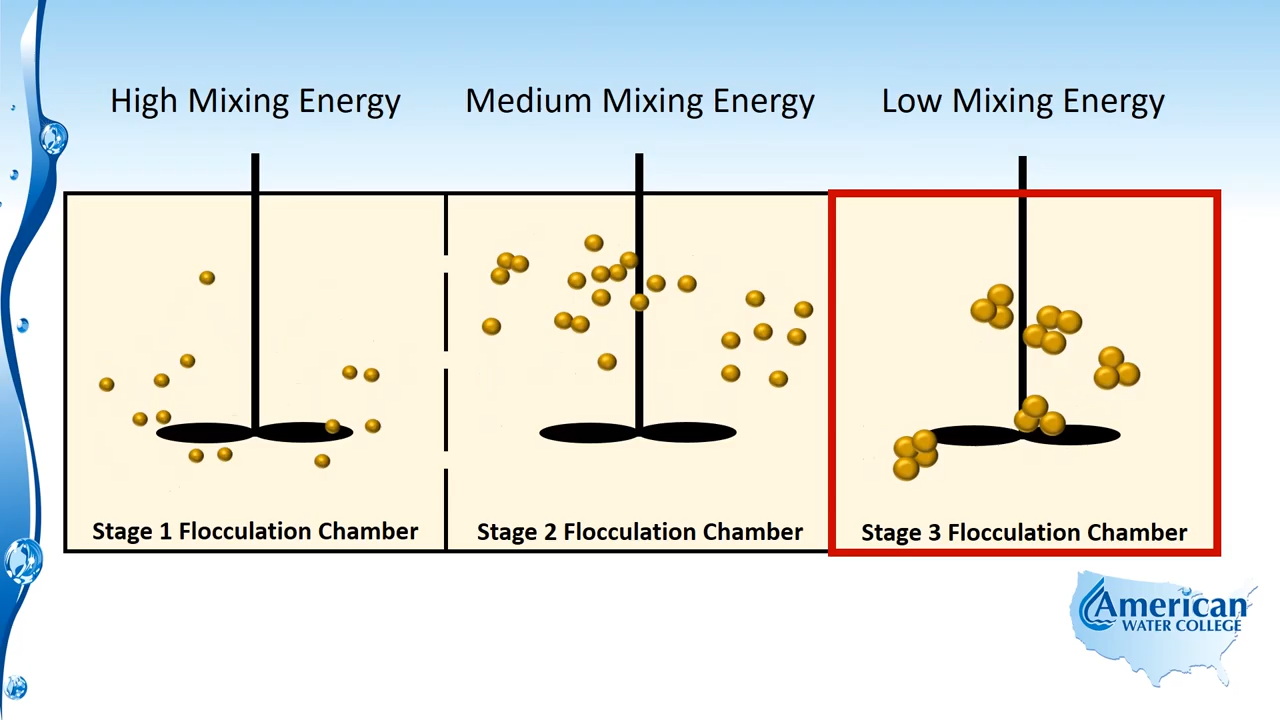 High Mixing Energy
Medium Mixing Energy
Low Mixing Energy
Stage 1 Flocculation Chamber
Stage 2 Flocculation Chamber
Stage 3 Flocculation Chamber
American
WATER COLLEGE